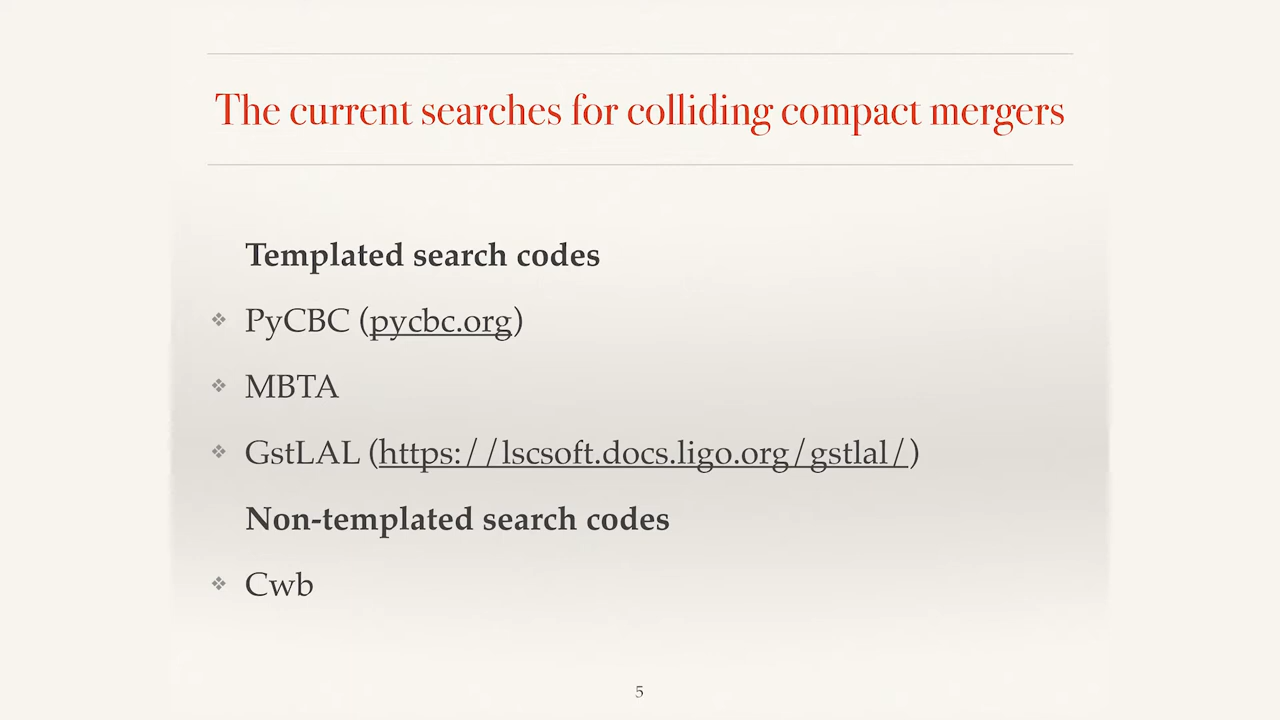 The current searches for colliding compact mergers
Templated search codes
❖ PyCBC (pycbc.org)
❖ MBTA
❖ GstLAL (https://lscsoft.docs.ligo.org/gstlal/)
Non-templated search codes
❖ Cwb
5